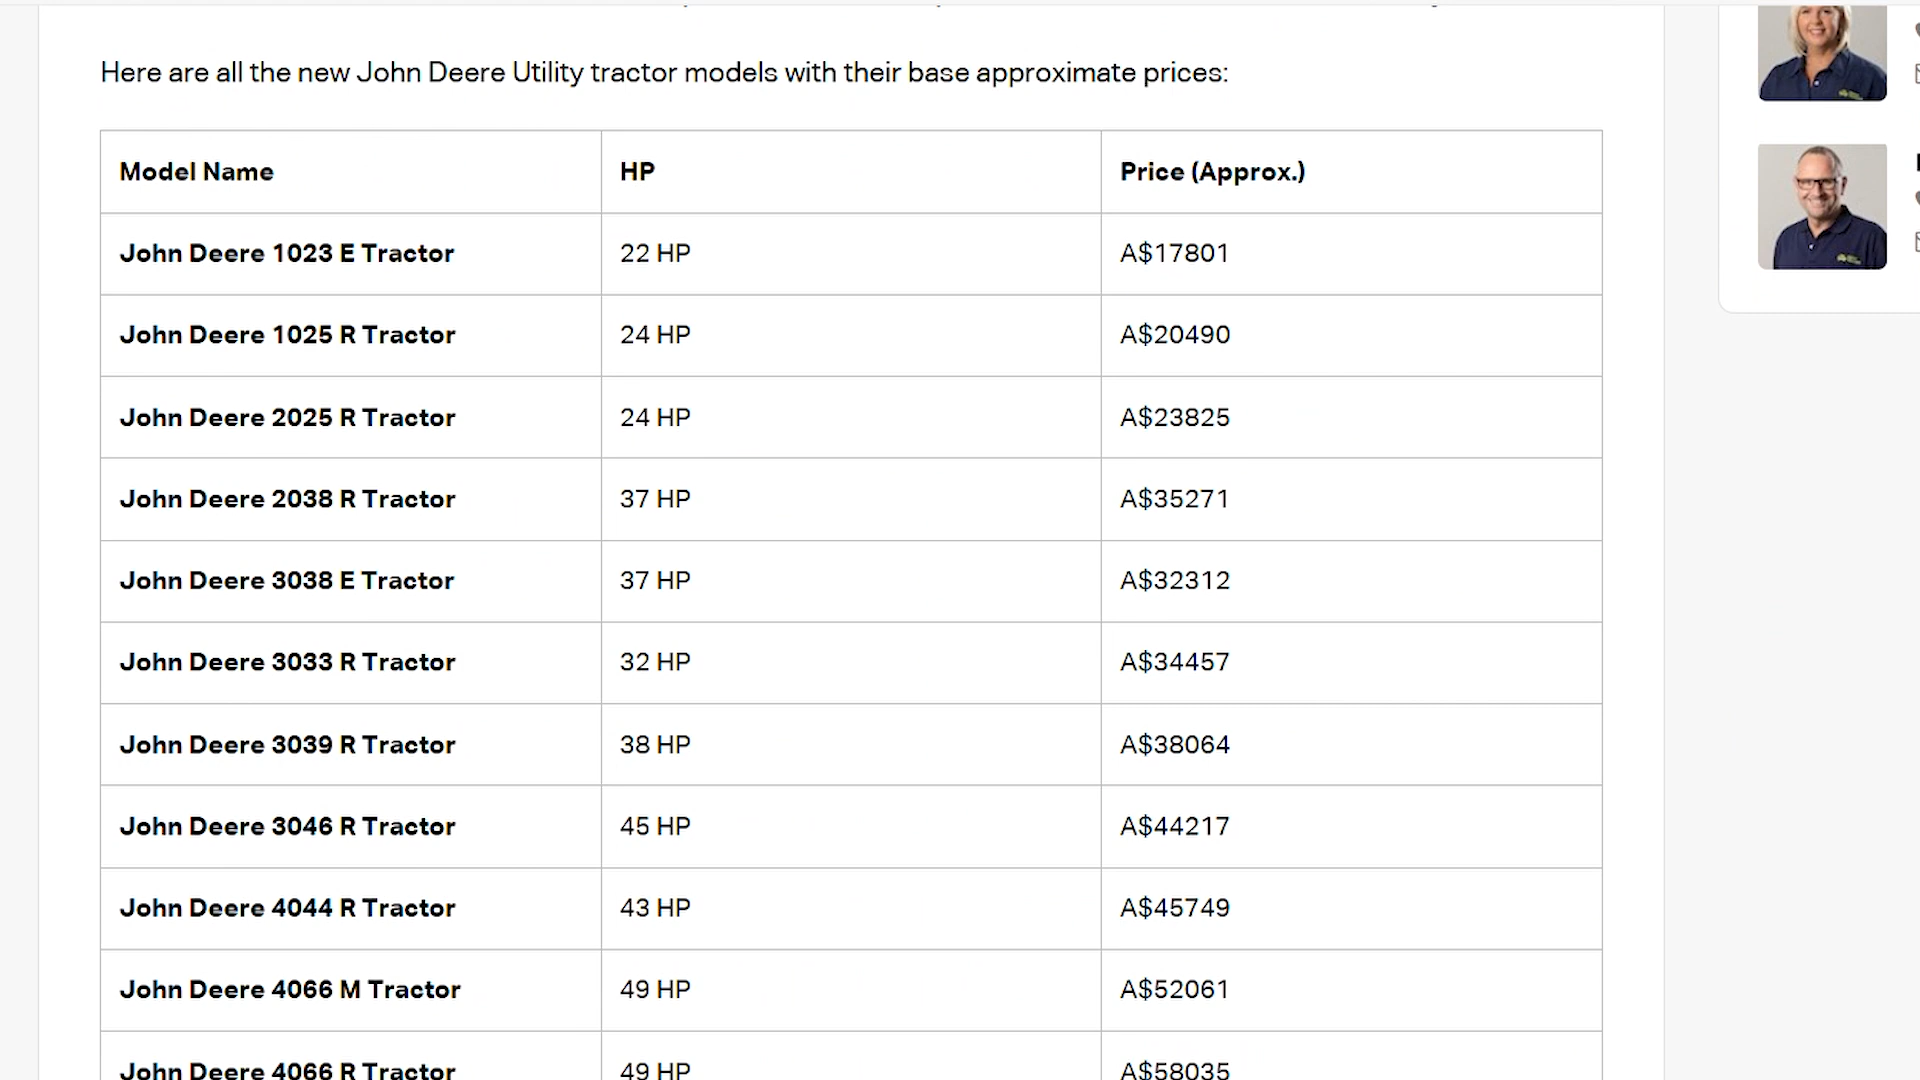 Here are all the new John Deere Utility tractor models with their base approximate prices:
Model Name HP Price (Approx.)
John Deere 1023 E Tractor 22 HP A$17801
John Deere 1025 R Tractor 24 HP A$20490
John Deere 2025 R Tractor 24 HP A$23825
John Deere 2038 R Tractor 37 HP A$35271
John Deere 3038 E Tractor 37 HP A$32312
John Deere 3033 R Tractor 32 HP A$34457
John Deere 3039 R Tractor 38 HP A$38064
John Deere 3046 R Tractor 45 HP A$44217
John Deere 4044 R Tractor 43 HP A$45749
John Deere 4066 M Tractor 49 HP A$52061
John Deere 4066 R Tractor 49 HP A$58035